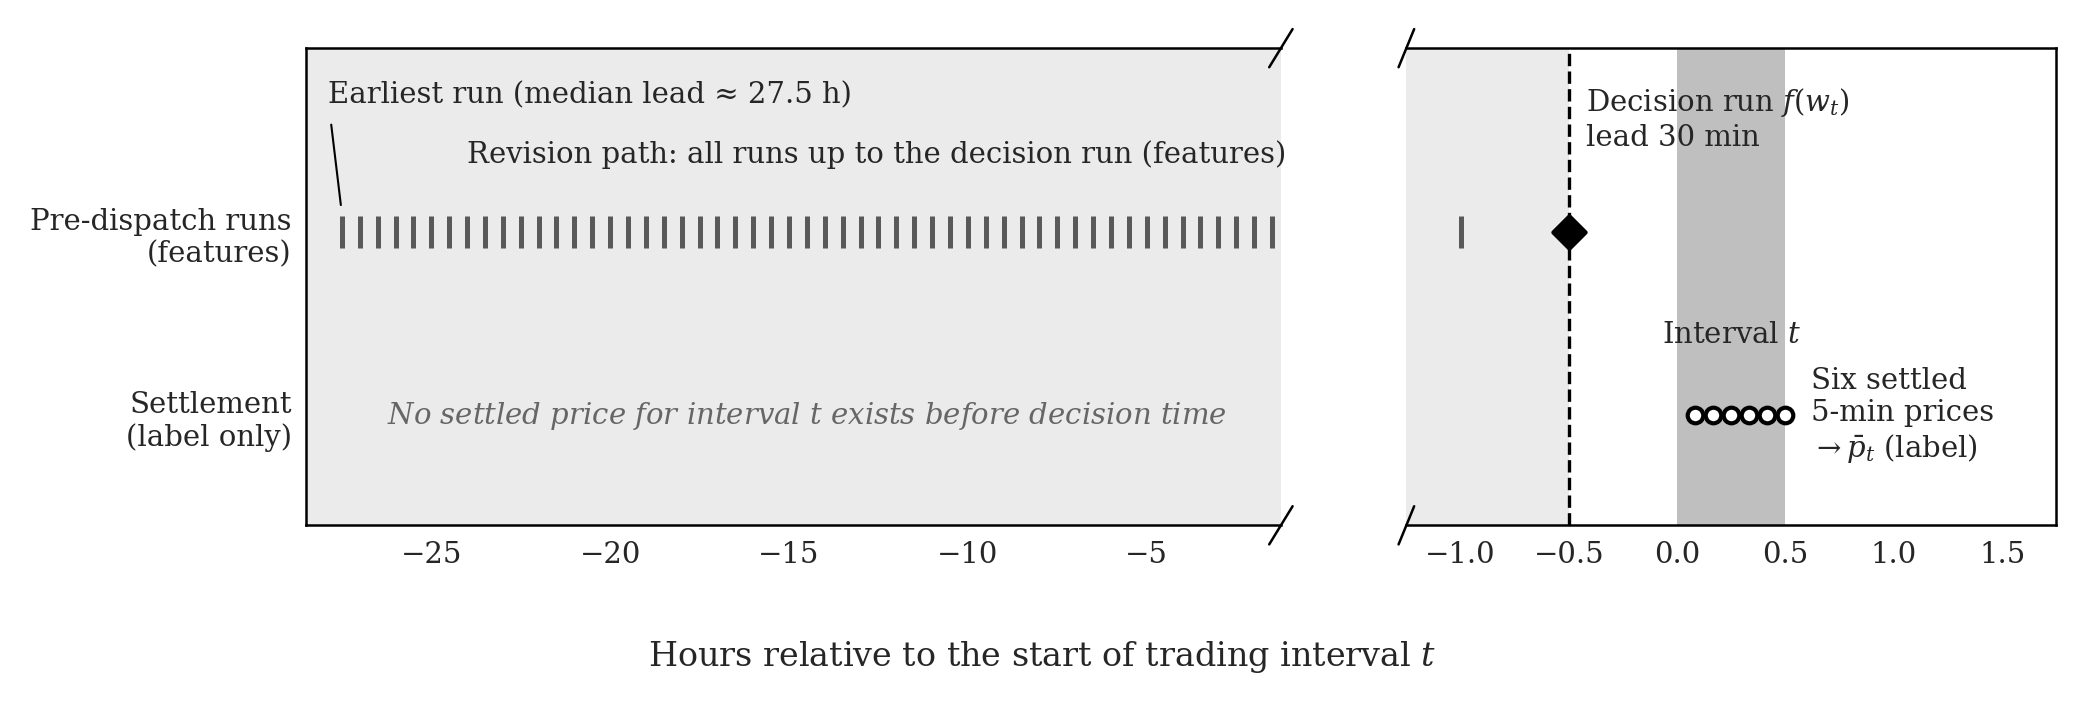 Earliest run (median lead ≈ 27.5 h)
Decision run f(wₜ)
lead 30 min
Revision path: all runs up to the decision run (features)
Pre-dispatch runs
(features)
Interval t
Settlement
(label only)
No settled price for interval t exists before decision time
Six settled
5-min prices
→ p̄ₜ (label)
−25 −20 −15 −10 −5 −1.0 −0.5 0.0 0.5 1.0 1.5
Hours relative to the start of trading interval t